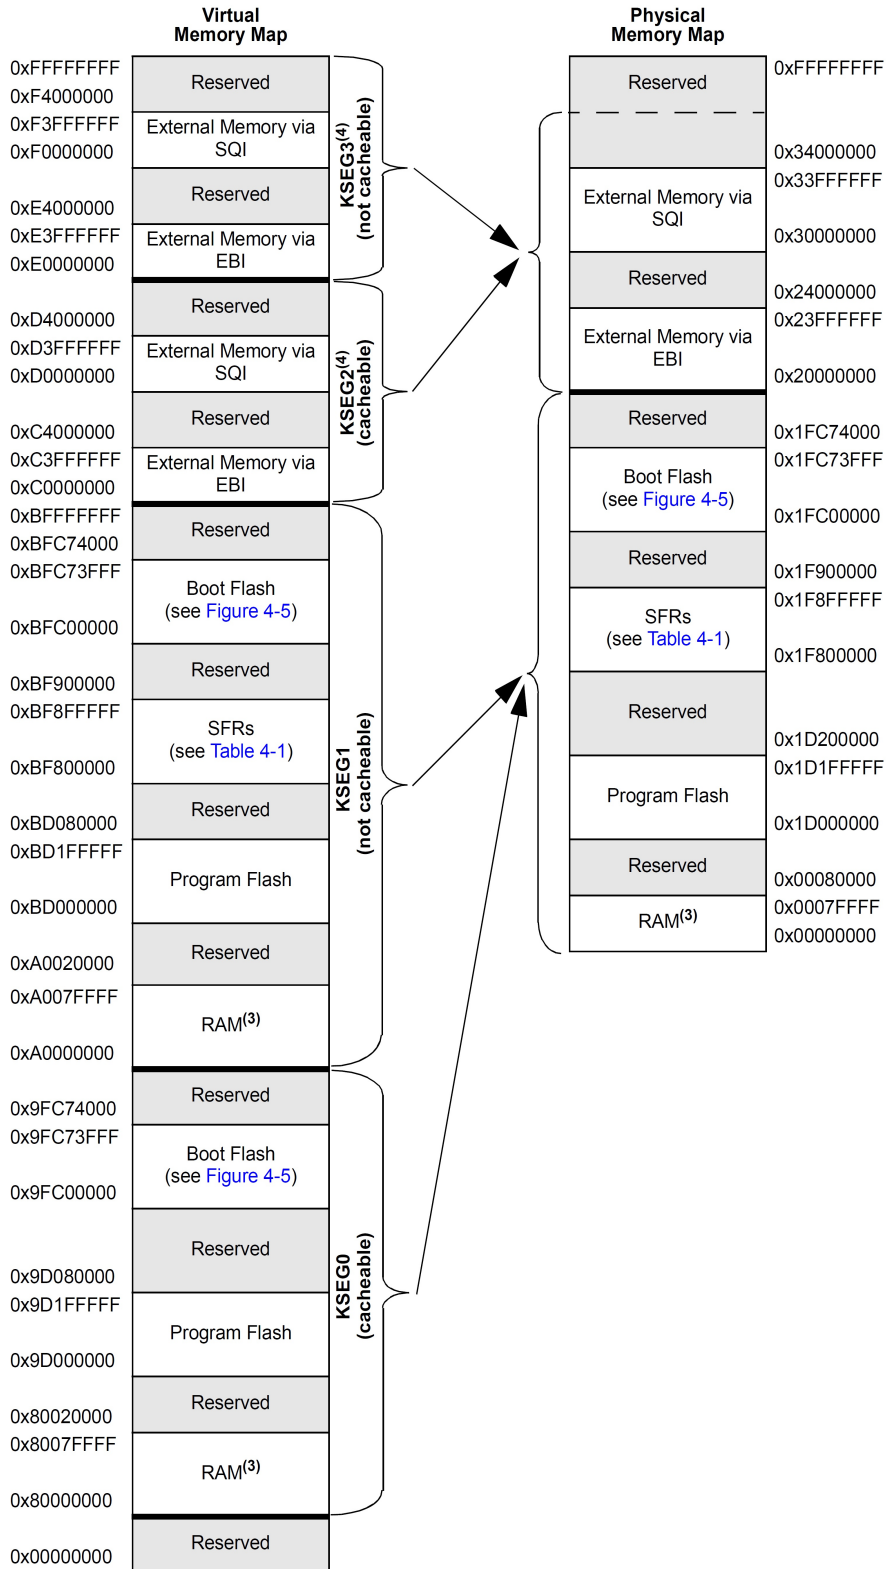 Virtual
Memory Map
0xFFFFFFFF
Reserved
0xF4000000
0xF3FFFFFF
External Memory via
SQI
0xF0000000
Reserved
0xE4000000
0xE3FFFFFF
External Memory via
EBI
0xE0000000
KSEG3(4)
(not cacheable)
Reserved
0xD4000000
0xD3FFFFFF
External Memory via
SQI
0xD0000000
Reserved
0xC4000000
0xC3FFFFFF
External Memory via
EBI
0xC0000000
KSEG2(4)
(cacheable)
0xBFFFFFFF
Reserved
0xBFC74000
0xBFC73FFF
Boot Flash
(see Figure 4-5)
0xBFC00000
Reserved
0xBF900000
0xBF8FFFFF
SFRs
(see Table 4-1)
0xBF800000
Reserved
0xBD080000
0xBD1FFFFF
Program Flash
0xBD000000
Reserved
0xA0020000
0xA007FFFF
RAM(3)
0xA0000000
KSEG1
(not cacheable)
Reserved
0x9FC74000
0x9FC73FFF
Boot Flash
(see Figure 4-5)
0x9FC00000
Reserved
0x9D080000
0x9D1FFFFF
Program Flash
0x9D000000
Reserved
0x80020000
0x8007FFFF
RAM(3)
0x80000000
KSEG0
(cacheable)
Reserved
0x00000000
Physical
Memory Map
Reserved
0xFFFFFFFF
0x34000000
0x33FFFFFF
External Memory via
SQI
0x30000000
Reserved
0x24000000
0x23FFFFFF
External Memory via
EBI
0x20000000
Reserved
0x1FC74000
0x1FC73FFF
Boot Flash
(see Figure 4-5)
0x1FC00000
Reserved
0x1F900000
0x1F8FFFFF
SFRs
(see Table 4-1)
0x1F800000
Reserved
0x1D200000
0x1D1FFFFF
Program Flash
0x1D000000
Reserved
0x00080000
0x0007FFFF
RAM(3)
0x00000000